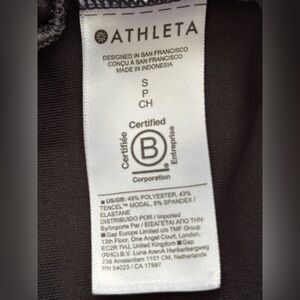 ATHLETA
DESIGNED IN SAN FRANCISCO
CONÇU À SAN FRANCISCO
MADE IN INDONESIA
S
P
CH
Certified
Certifiée
B
Entreprise
Corporation
■ US/GB: 49% POLYESTER, 43%
TENCEL™ MODAL, 8% SPANDEX /
ELASTANE
DISTRIBUIDO POR / Imported
By/Importé Par / ΕΙΣΑΓΕΤΑΙ ΑΠΟ ΤΗΝ:
■ Gap Europe Limited c/o TMF Group
13th Floor, One Angel Court, London,
EC2R 7HJ, United Kingdom ■ Gap
(RHC) B.V. Luna ArenA Herikerbergweg
238 Amsterdam 1101 CM, Netherlands
RN 54023 / CA 17897